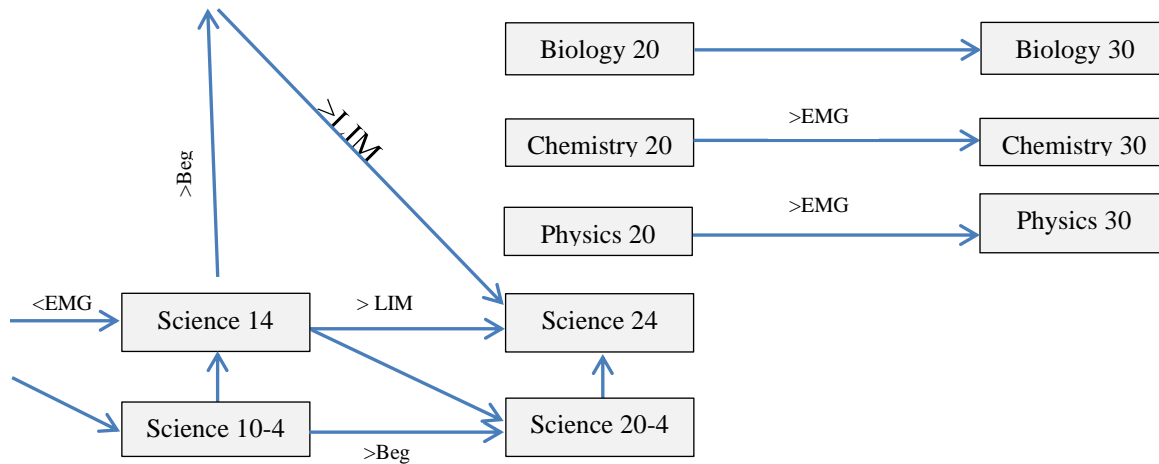 Biology 20
Biology 30
>LIM
>EMG
Chemistry 20
Chemistry 30
>Beg
>EMG
Physics 20
Physics 30
<EMG
Science 14
> LIM
Science 24
Science 10-4
>Beg
Science 20-4